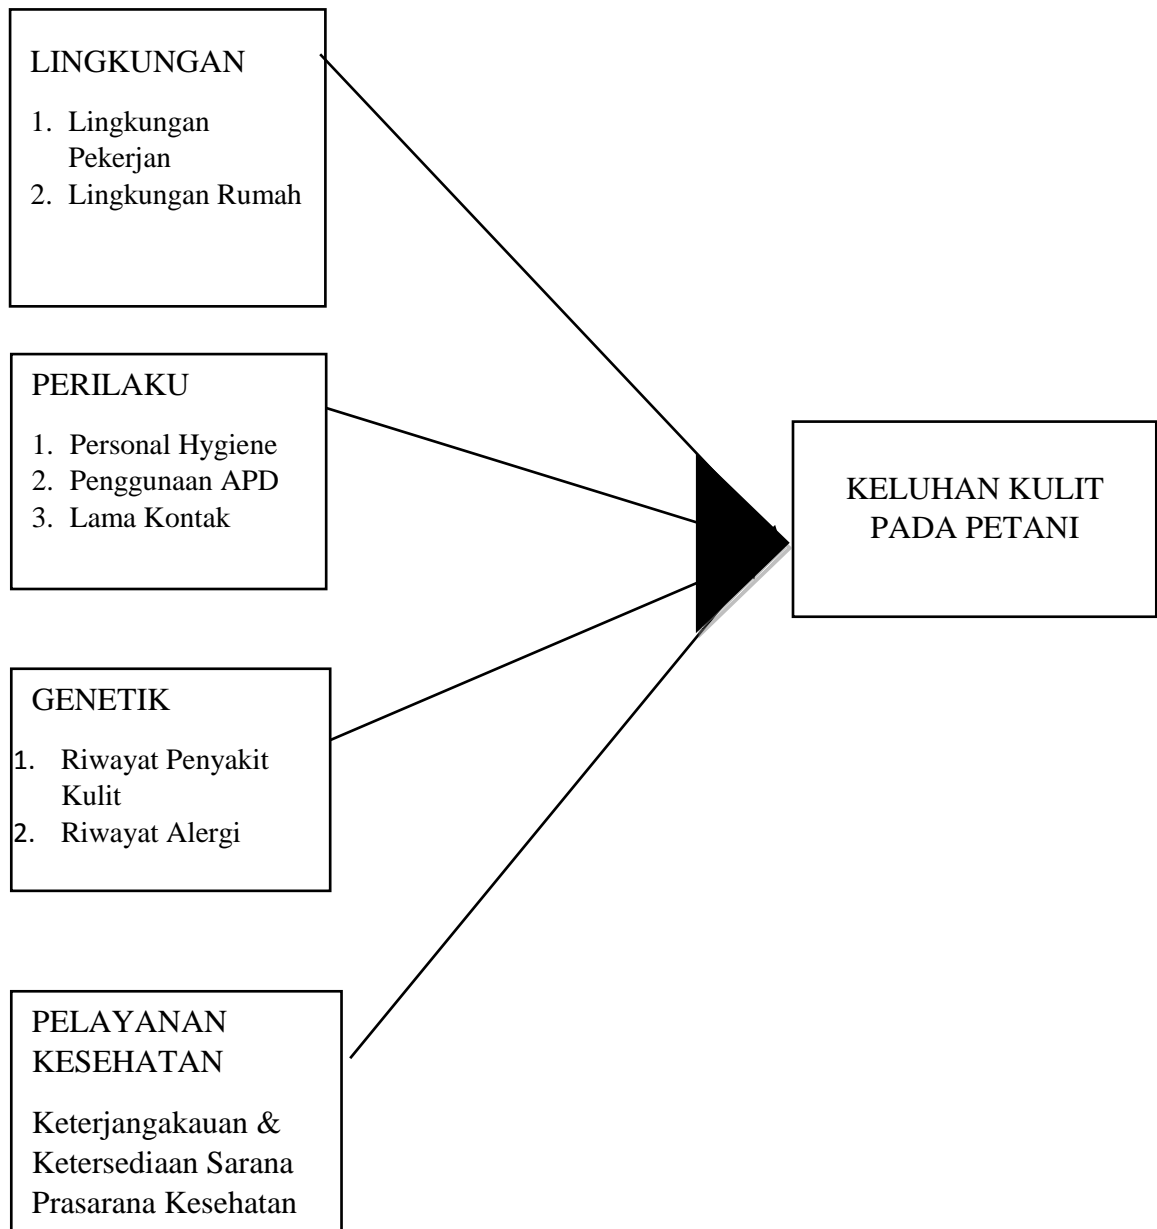 LINGKUNGAN
1. Lingkungan
Pekerjan
2. Lingkungan Rumah
PERILAKU
1. Personal Hygiene
2. Penggunaan APD
3. Lama Kontak
KELUHAN KULIT
PADA PETANI
GENETIK
1. Riwayat Penyakit
Kulit
2. Riwayat Alergi
PELAYANAN
KESEHATAN
Keterjangakauan &
Ketersediaan Sarana
Prasarana Kesehatan